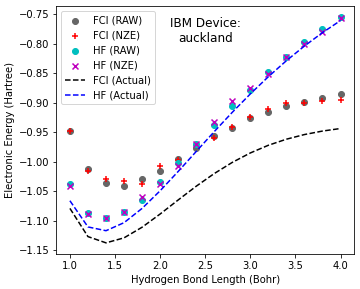 −0.75
−0.80
−0.85
−0.90
−0.95
−1.00
−1.05
−1.10
−1.15
Electronic Energy (Hartree)
FCI (RAW)
FCI (NZE)
HF (RAW)
HF (NZE)
FCI (Actual)
HF (Actual)
IBM Device:
auckland
1.0 1.5 2.0 2.5 3.0 3.5 4.0
Hydrogen Bond Length (Bohr)